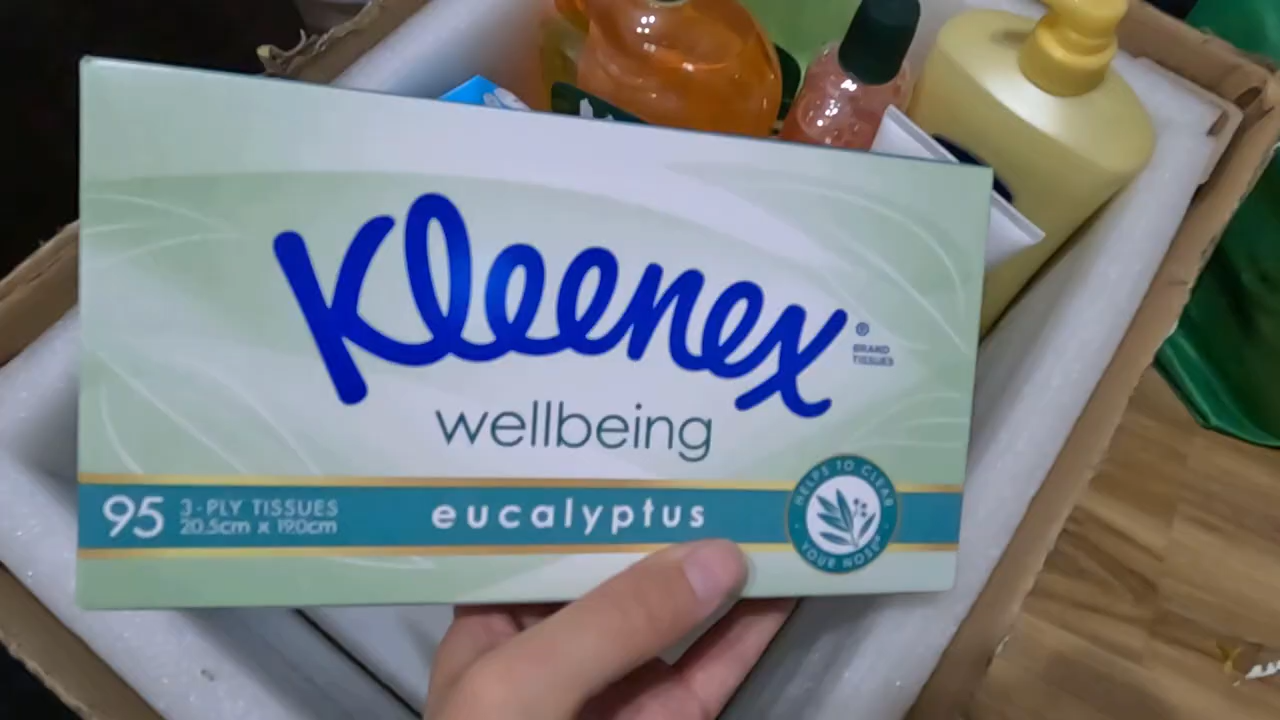 Kleenex®
BRAND
TISSUES
wellbeing
95 3-PLY TISSUES
20.5cm x 19.0cm
eucalyptus
HELPS TO CLEAR
YOUR NOSE*